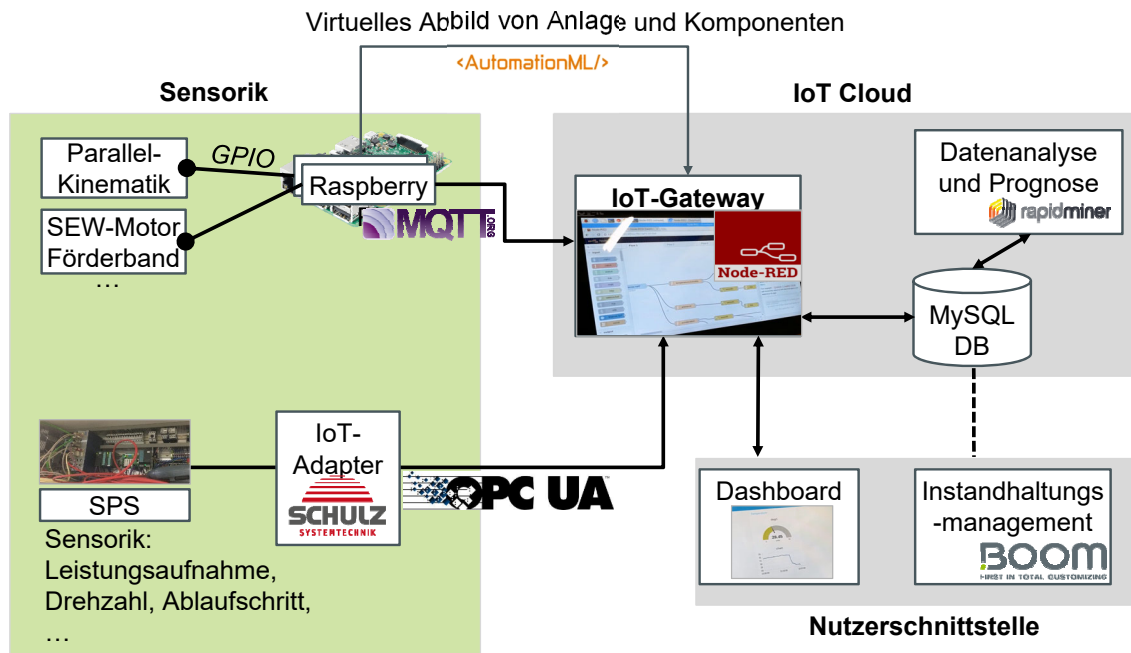 Virtuelles Abbild von Anlage und Komponenten
<AutomationML/>
Sensorik
IoT Cloud
Parallel-
Kinematik
GPIO
Raspberry
MQTT
.ORG
SEW-Motor
Förderband
…
IoT-Gateway
Node-RED
Datenanalyse
und Prognose
rapidminer
MySQL
DB
SPS
IoT-
Adapter
SCHULZ
SYSTEMTECHNIK
OPC UA
Sensorik:
Leistungsaufnahme,
Drehzahl, Ablaufschritt,
…
Dashboard
Instandhaltungs
-management
BOOM
FIRST IN TOTAL CUSTOMIZING
Nutzerschnittstelle